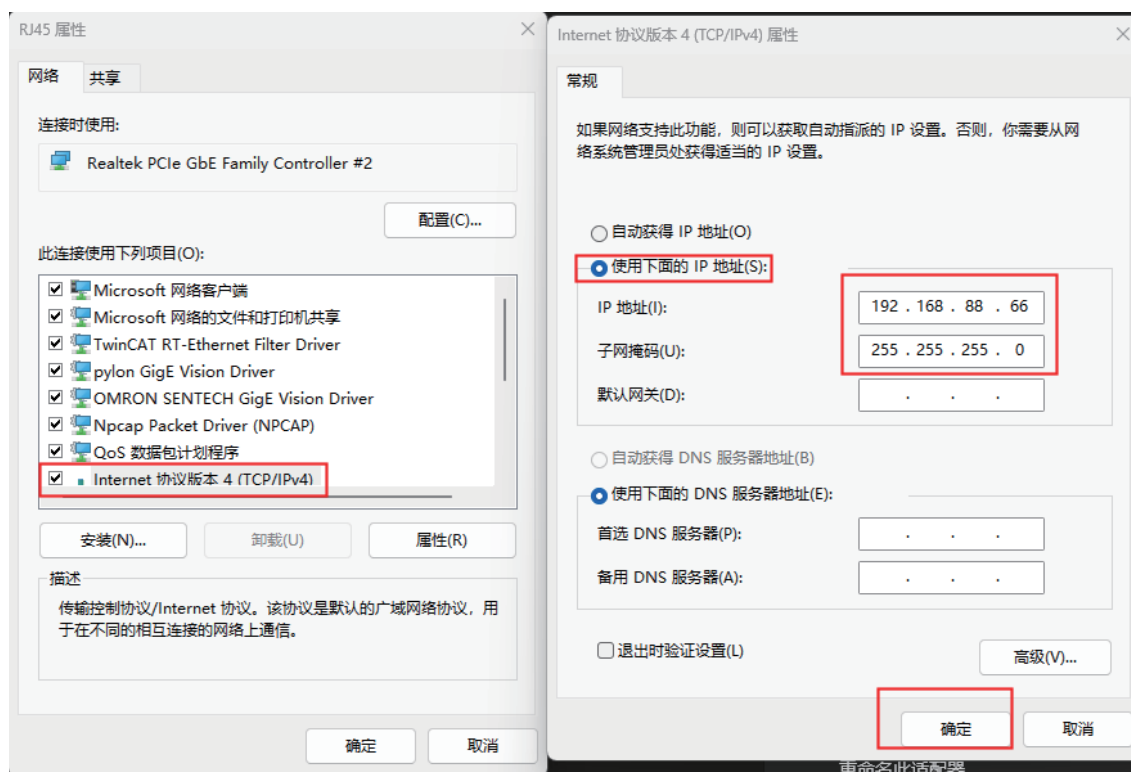 RJ45 属性
网络
共享
连接时使用:
Realtek PCIe GbE Family Controller #2
配置(C)...
此连接使用下列项目(O):
Microsoft 网络客户端
Microsoft 网络的文件和打印机共享
TwinCAT RT-Ethernet Filter Driver
pylon GigE Vision Driver
OMRON SENTECH GigE Vision Driver
Npcap Packet Driver (NPCAP)
QoS 数据包计划程序
Internet 协议版本 4 (TCP/IPv4)
安装(N)...
卸载(U)
属性(R)
描述
传输控制协议/Internet 协议。该协议是默认的广域网络协议，用
于在不同的相互连接的网络上通信。
确定
取消
Internet 协议版本 4 (TCP/IPv4) 属性
常规
如果网络支持此功能，则可以获取自动指派的 IP 设置。否则，你需要从网
络系统管理员处获得适当的 IP 设置。
自动获得 IP 地址(O)
使用下面的 IP 地址(S):
IP 地址(I):
192 . 168 . 88 . 66
子网掩码(U):
255 . 255 . 255 . 0
默认网关(D):
. . .
自动获得 DNS 服务器地址(B)
使用下面的 DNS 服务器地址(E):
首选 DNS 服务器(P):
. . .
备用 DNS 服务器(A):
. . .
退出时验证设置(L)
高级(V)...
确定
取消
重命名此适配器